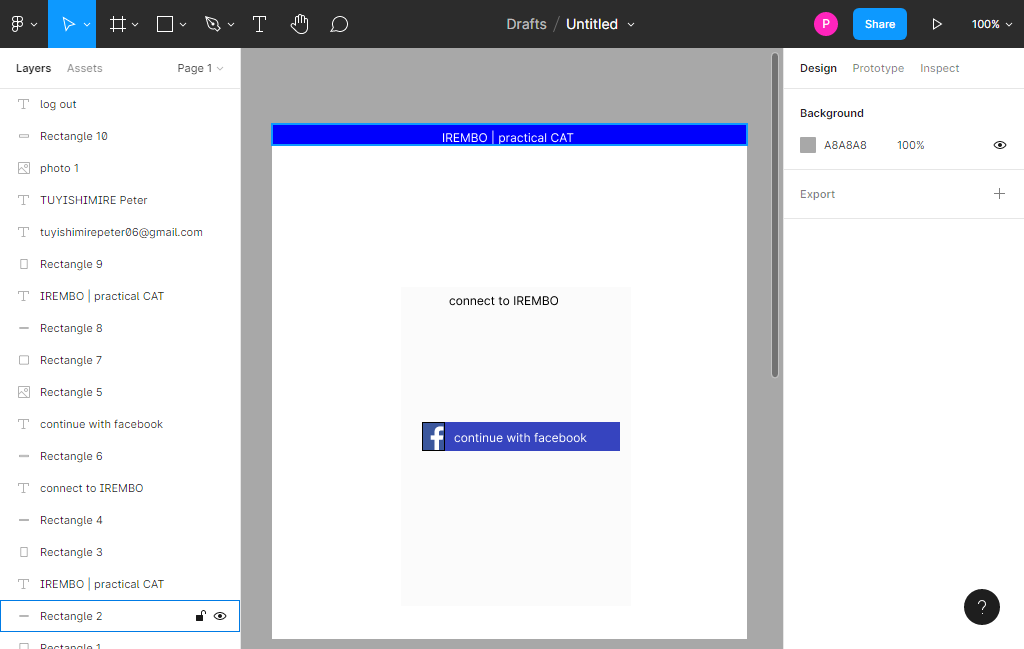 Drafts / Untitled
P
Share
100%
Layers
Assets
Page 1
log out
Rectangle 10
photo 1
TUYISHIMIRE Peter
tuyishimirepeter06@gmail.com
Rectangle 9
IREMBO | practical CAT
Rectangle 8
Rectangle 7
Rectangle 5
continue with facebook
Rectangle 6
connect to IREMBO
Rectangle 4
Rectangle 3
IREMBO | practical CAT
Rectangle 2
Rectangle 1
IREMBO | practical CAT
connect to IREMBO
f
continue with facebook
Design
Prototype
Inspect
Background
A8A8A8
100%
Export
?